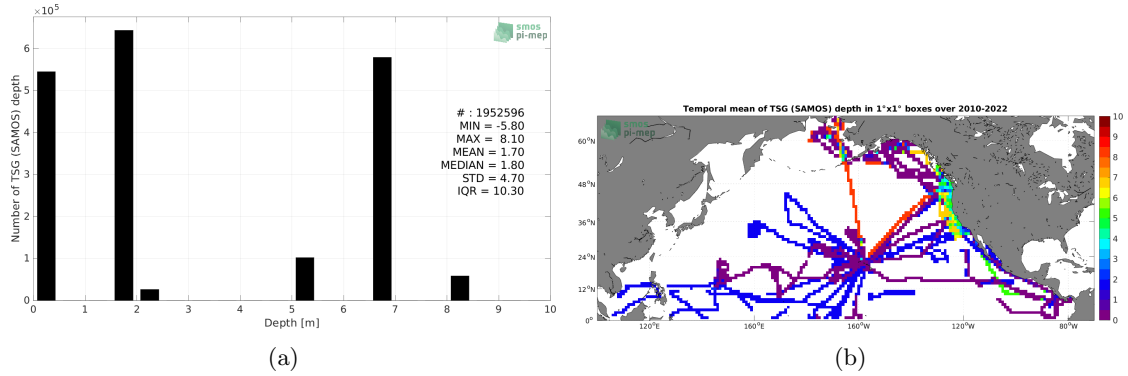 ×10⁵
smos
pi-mep
Number of TSG (SAMOS) depth
6
5
4
3
2
1
0
# : 1952596
MIN = -5.80
MAX = 8.10
MEAN = 1.70
MEDIAN = 1.80
STD = 4.70
IQR = 10.30
0 1 2 3 4 5 6 7 8 9 10
Depth [m]
(a)
Temporal mean of TSG (SAMOS) depth in 1°x1° boxes over 2010-2022
smos
pi-mep
60°N
48°N
36°N
24°N
12°N
0°
120°E 160°E 160°W 120°W 80°W
10
9
8
7
6
5
4
3
2
1
0
(b)